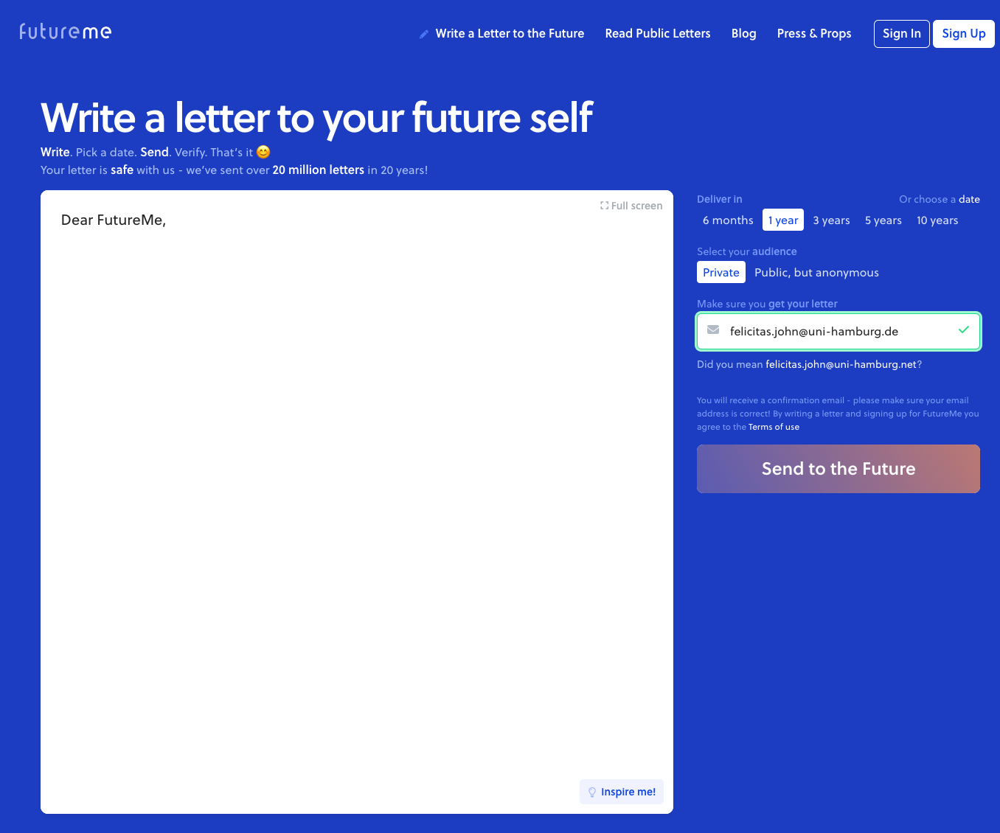 futureme
Write a Letter to the Future
Read Public Letters
Blog
Press & Props
Sign In
Sign Up
Write a letter to your future self
Write. Pick a date. Send. Verify. That's it 😊
Your letter is safe with us - we've sent over 20 million letters in 20 years!
Full screen
Dear FutureMe,
Inspire me!
Deliver in
Or choose a date
6 months 1 year 3 years 5 years 10 years
Select your audience
Private Public, but anonymous
Make sure you get your letter
felicitas.john@uni-hamburg.de
Did you mean felicitas.john@uni-hamburg.net?
You will receive a confirmation email - please make sure your email
address is correct! By writing a letter and signing up for FutureMe you
agree to the Terms of use
Send to the Future